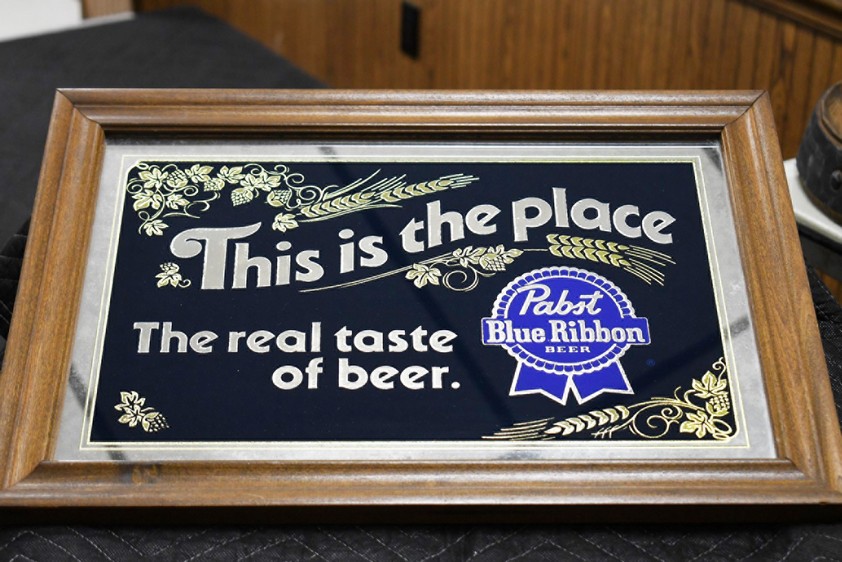 This is the place
The real taste
of beer.
Pabst
Blue Ribbon
BEER